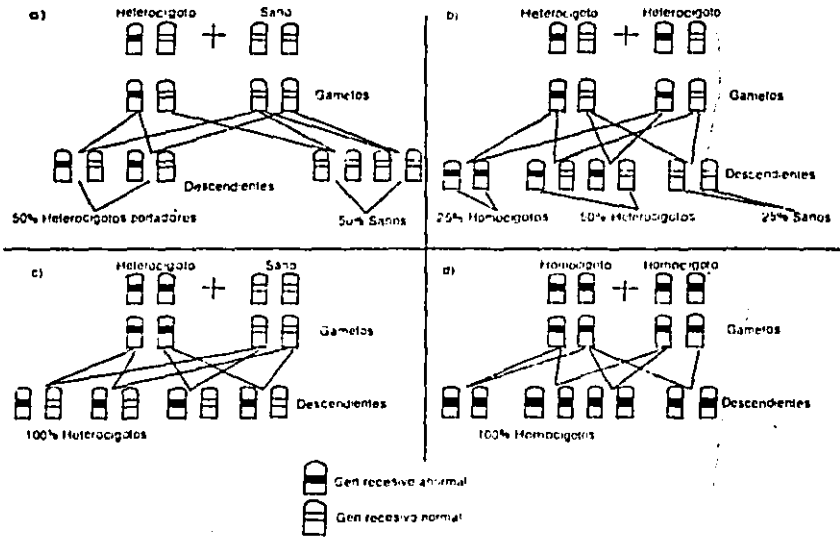 a) Heterocigoto Sano
Gametos
Descendientes
50% Heterocigotos portadores 50% Sanos
b) Heterocigoto Heterocigoto
Gametos
Descendientes
25% Homocigotos 50% Heterocigotos 25% Sanos
c) Heterocigoto Sano
Gametos
Descendientes
100% Heterocigotos
d) Homocigoto Homocigoto
Gametos
Descendientes
100% Homocigotos
Gen recesivo anormal
Gen recesivo normal